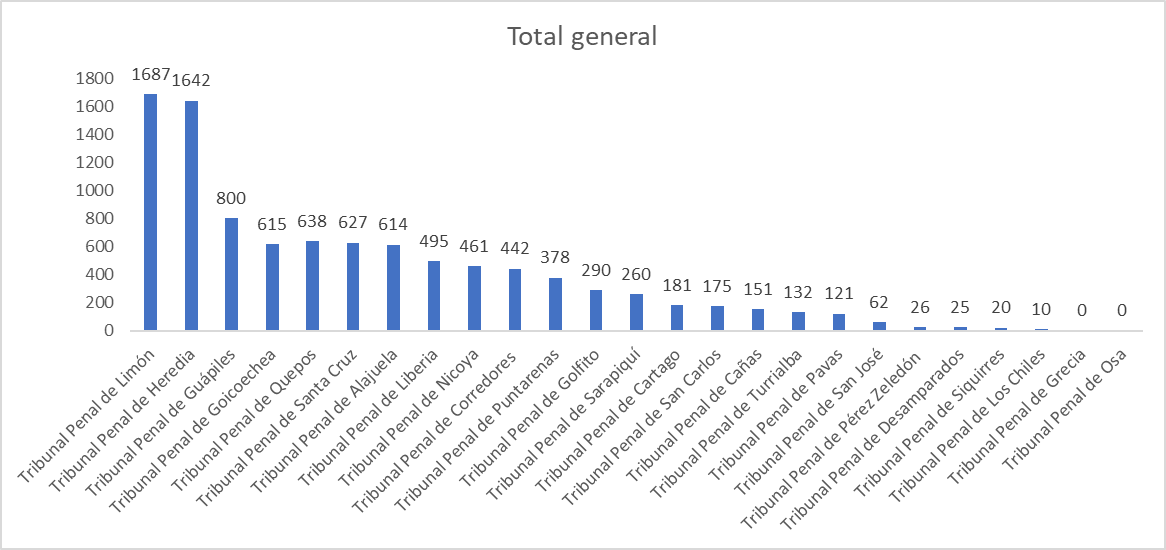 Total general
1800
1600
1400
1200
1000
800
600
400
200
0
1687
1642
800
615
638
627
614
495
461
442
378
290
260
181
175
151
132
121
62
26
25
20
10
0
0
Tribunal Penal de Limón
Tribunal Penal de Heredia
Tribunal Penal de Guápiles
Tribunal de Goicoechea
Tribunal Penal de Quepos
Tribunal Penal de Santa Cruz
Tribunal Penal de Alajuela
Tribunal Penal de Liberia
Tribunal Penal de Nicoya
Tribunal Penal de Corredores
Tribunal Penal de Puntarenas
Tribunal Penal de Golfito
Tribunal Penal de Sarapiquí
Tribunal Penal de Cartago
Tribunal Penal de San Carlos
Tribunal Penal de Cañas
Tribunal Penal de Turrialba
Tribunal Penal de Pavas
Tribunal Penal de San José
Tribunal Penal de Pérez Zeledón
Tribunal Penal de Desamparados
Tribunal Penal de Siquirres
Tribunal Penal de Los Chiles
Tribunal Penal de Grecia
Tribunal Penal de Osa